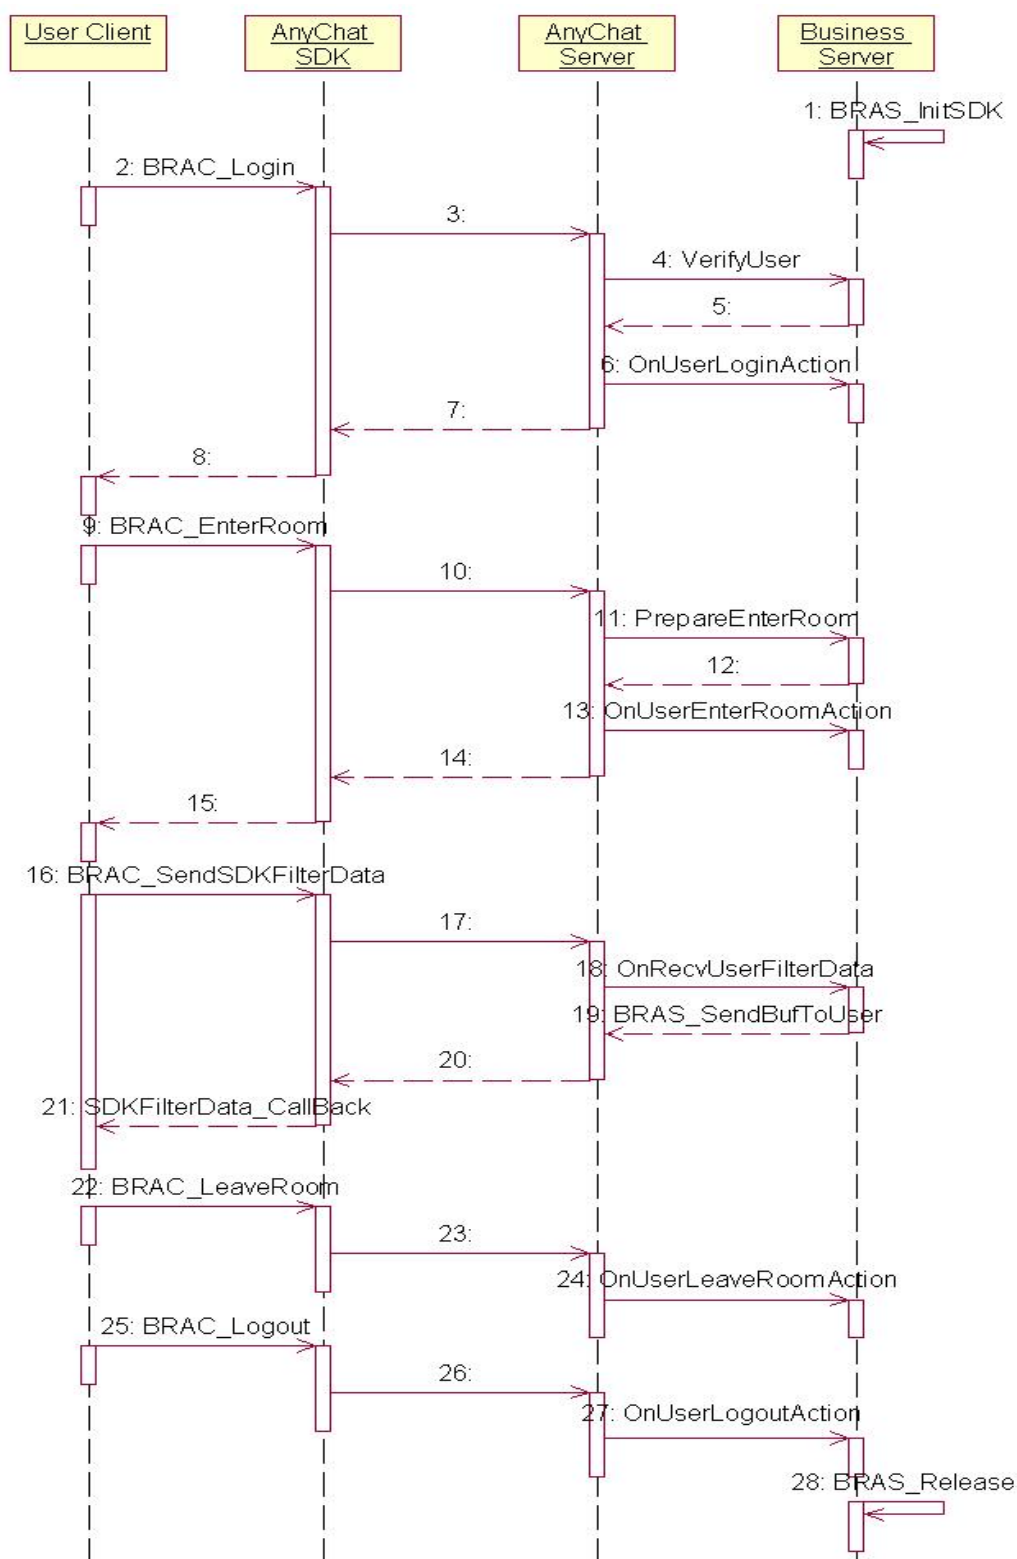 User Client
AnyChat
SDK
AnyChat
Server
Business
Server
1: BRAS_InitSDK
2: BRAC_Login
3:
4: VerifyUser
5:
6: OnUserLoginAction
7:
8:
9: BRAC_EnterRoom
10:
11: PrepareEnterRoom
12:
13: OnUserEnterRoomAction
14:
15:
16: BRAC_SendSDKFilterData
17:
18: OnRecvUserFilterData
19: BRAS_SendBufToUser
20:
21: SDKFilterData_CallBack
22: BRAC_LeaveRoom
23:
24: OnUserLeaveRoomAction
25: BRAC_Logout
26:
27: OnUserLogoutAction
28: BRAS_Release